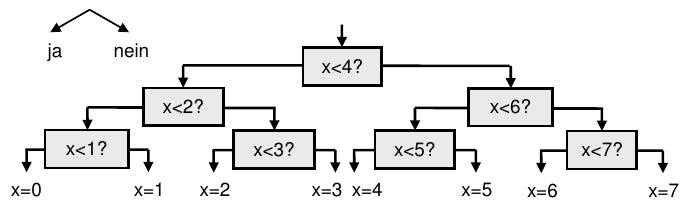 ja nein
x<4?
x<2? x<6?
x<1? x<3? x<5? x<7?
x=0 x=1 x=2 x=3 x=4 x=5 x=6 x=7